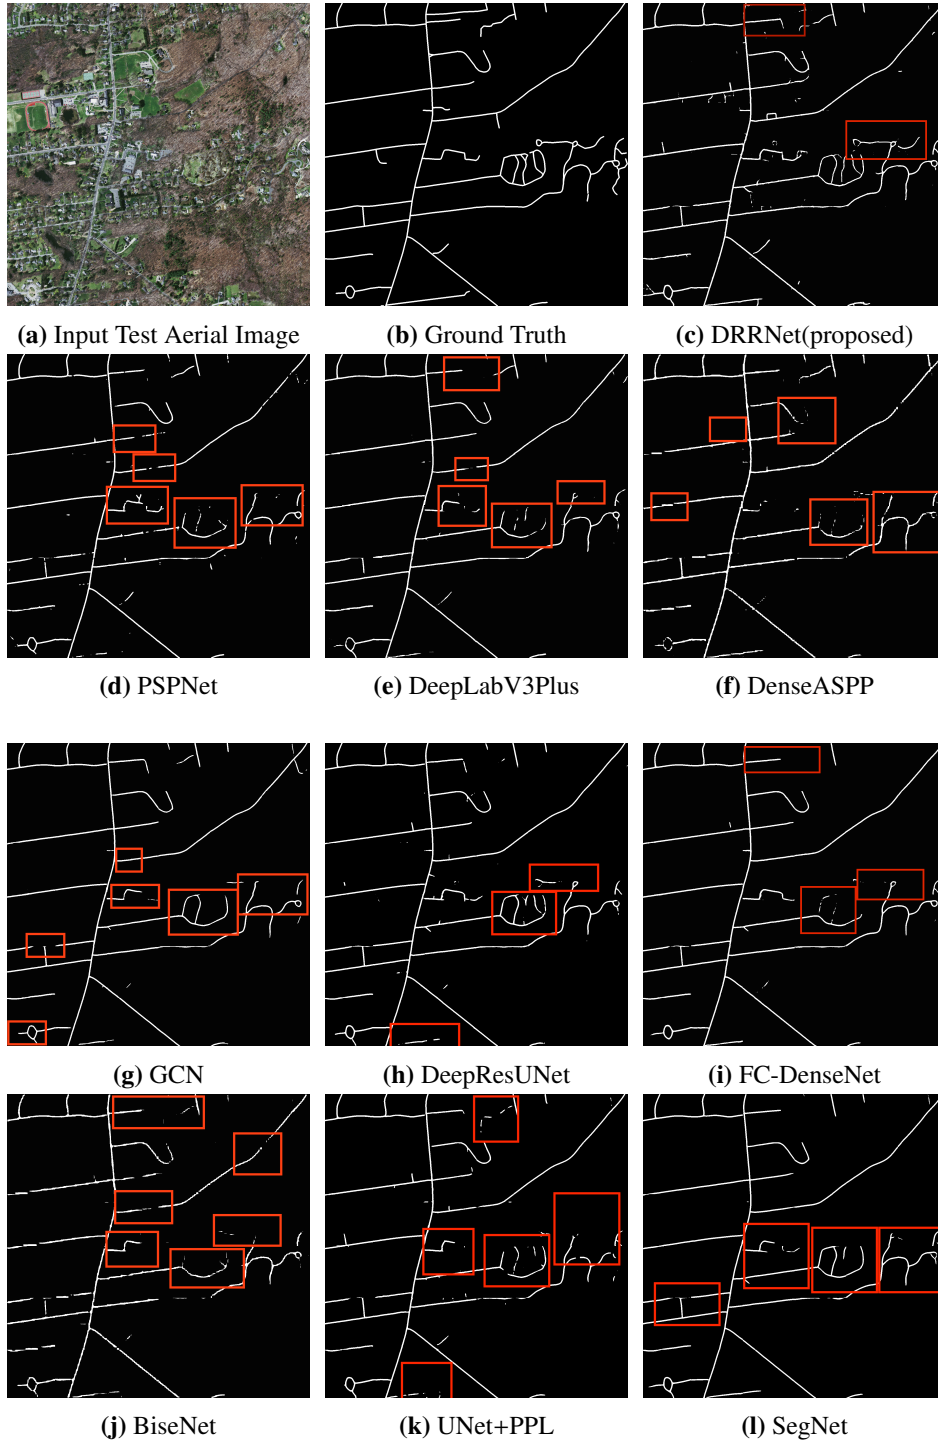 (a) Input Test Aerial Image
(b) Ground Truth
(c) DRRNet(proposed)
(d) PSPNet
(e) DeepLabV3Plus
(f) DenseASPP
(g) GCN
(h) DeepResUNet
(i) FC-DenseNet
(j) BiseNet
(k) UNet+PPL
(l) SegNet